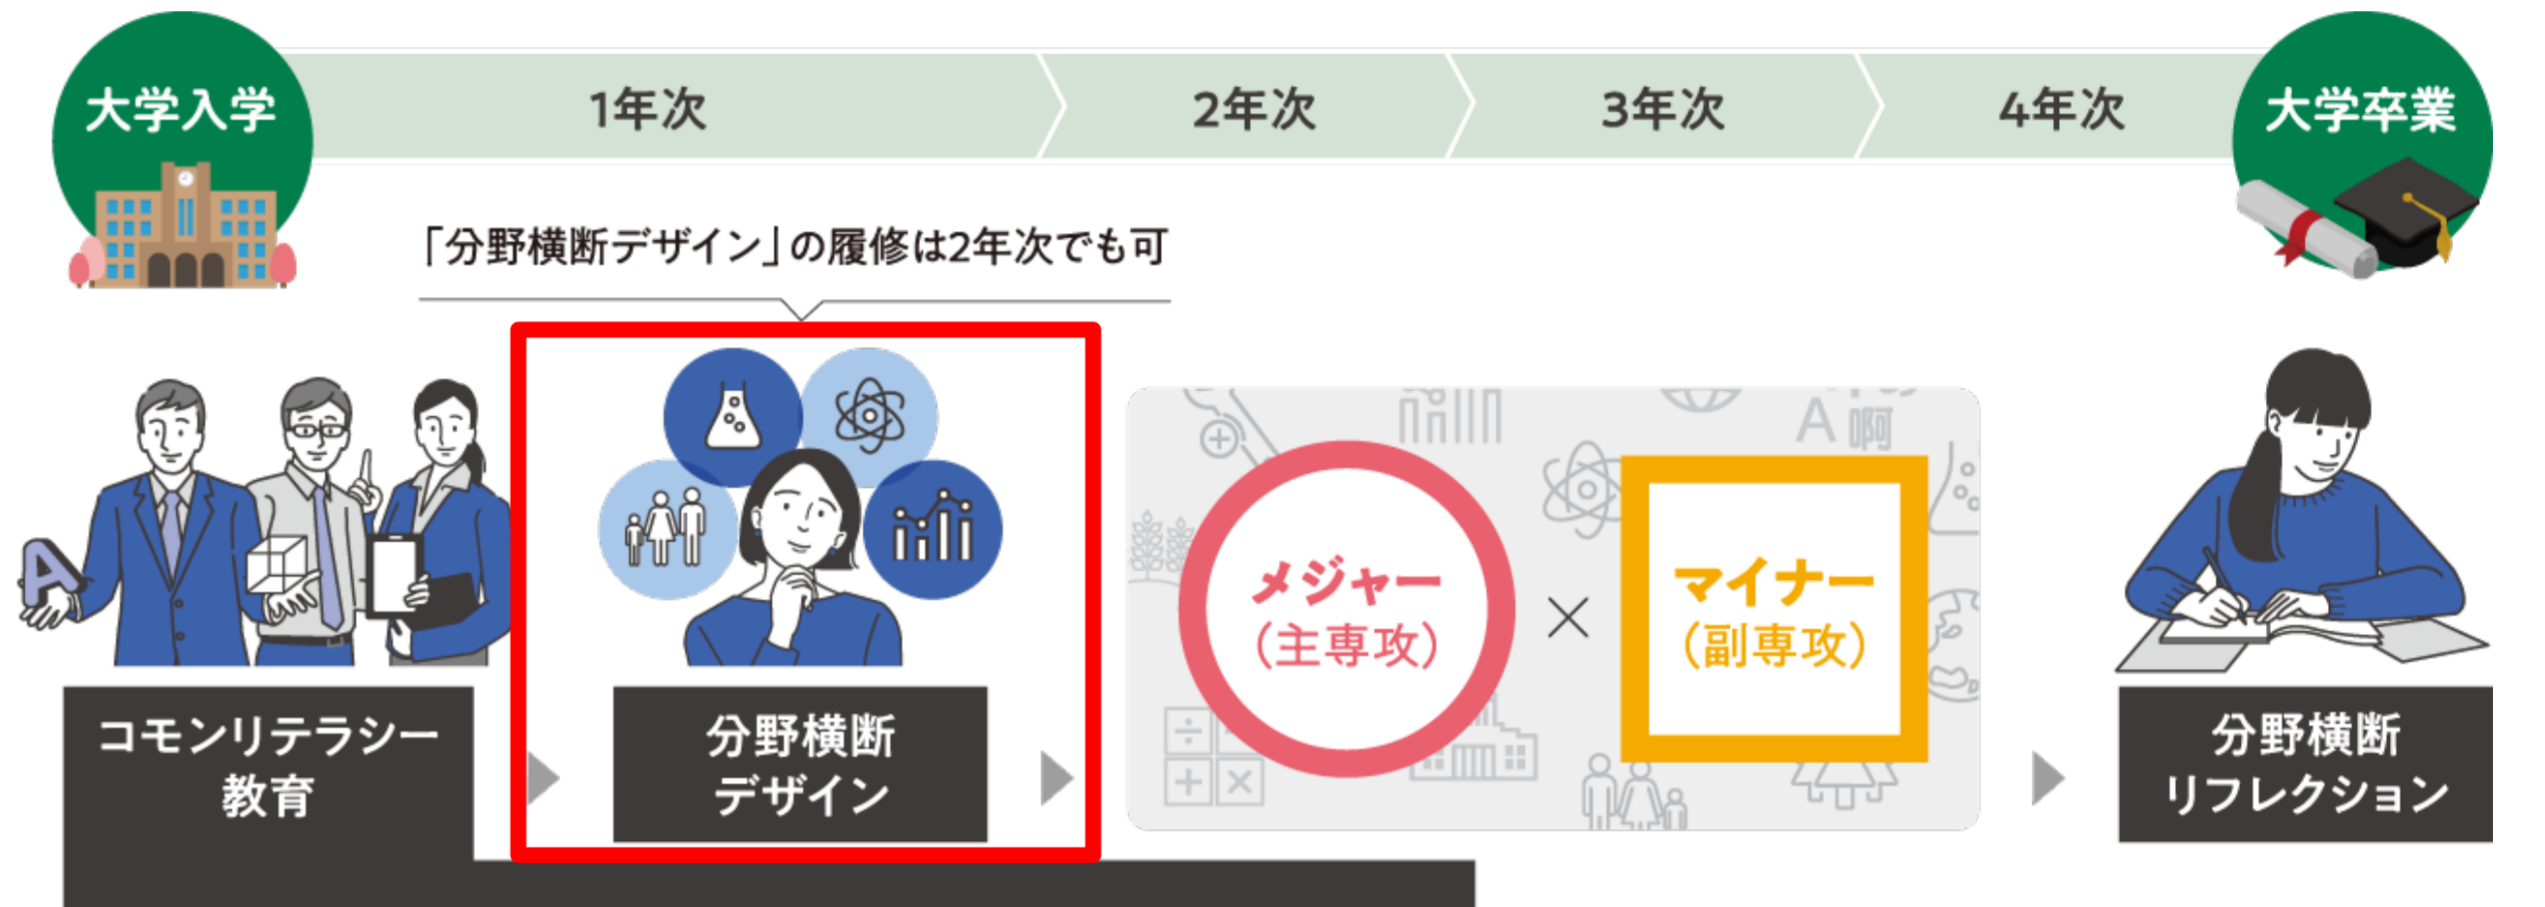 大学入学
1年次
2年次
3年次
4年次
大学卒業
「分野横断デザイン」の履修は2年次でも可
A
A
啊
メジャー
（主専攻）
×
マイナー
（副専攻）
÷
+
×
コモンリテラシー
教育
分野横断
デザイン
分野横断
リフレクション